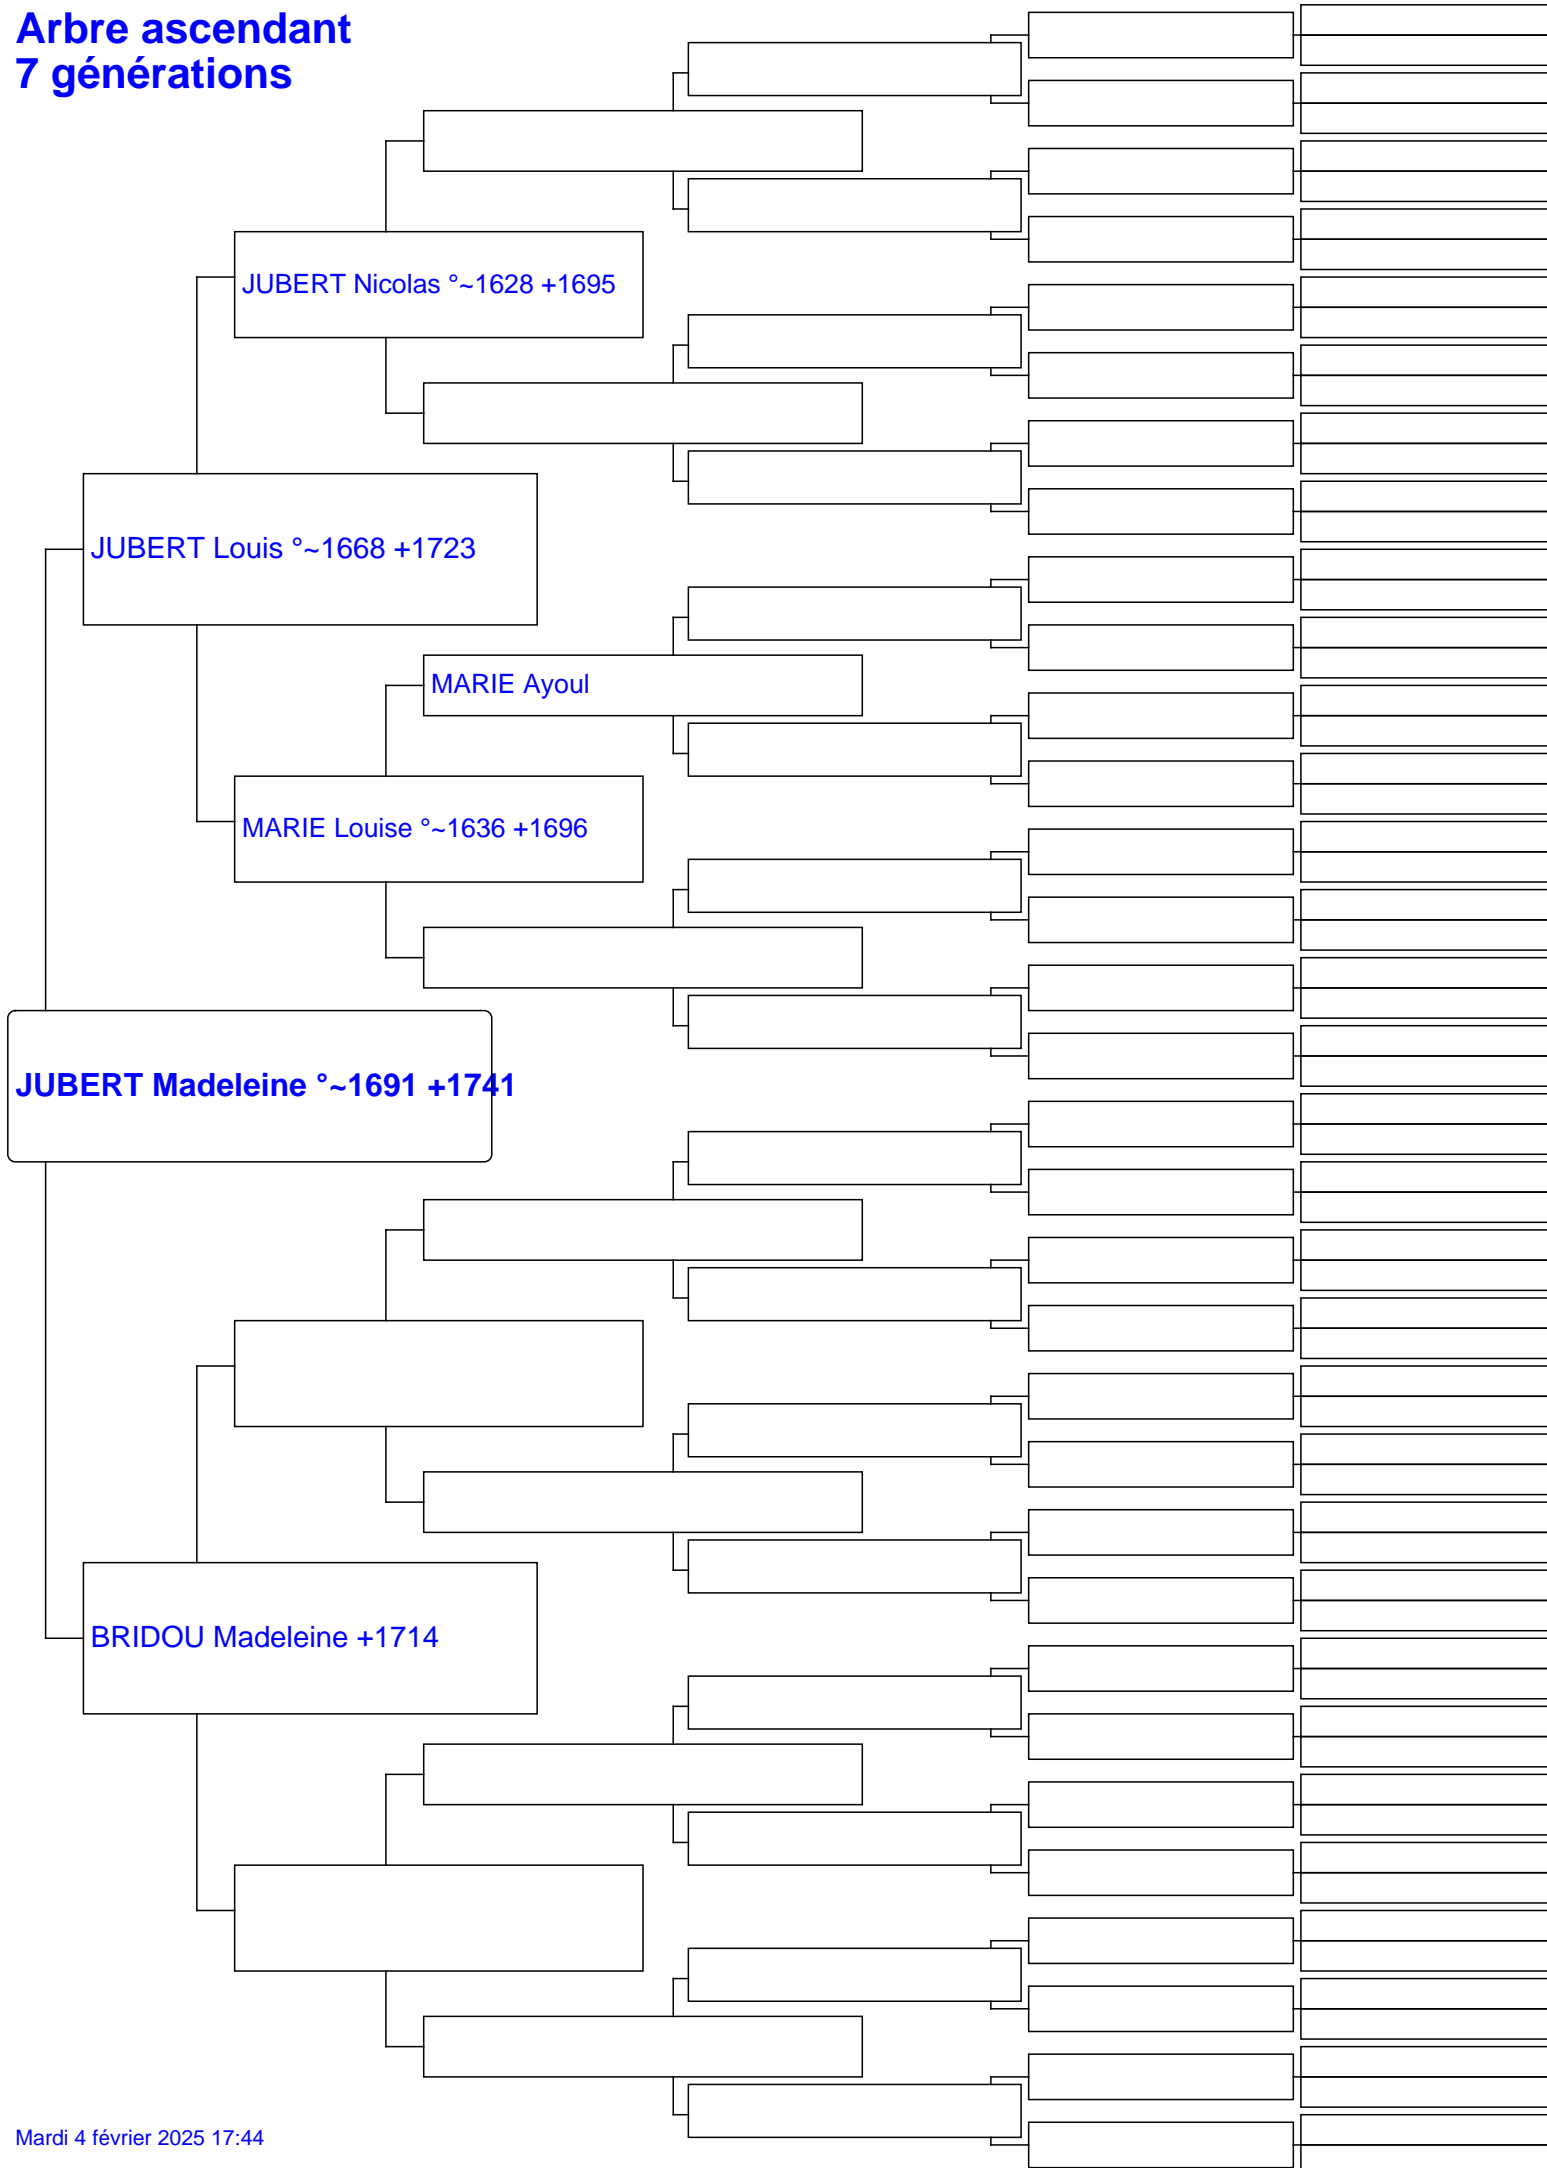 Arbre ascendant
7 générations
JUBERT Nicolas °~1628 +1695
JUBERT Louis °~1668 +1723
MARIE Ayoul
MARIE Louise °~1636 +1696
JUBERT Madeleine °~1691 +1741
BRIDOU Madeleine +1714
Mardi 4 février 2025 17:44